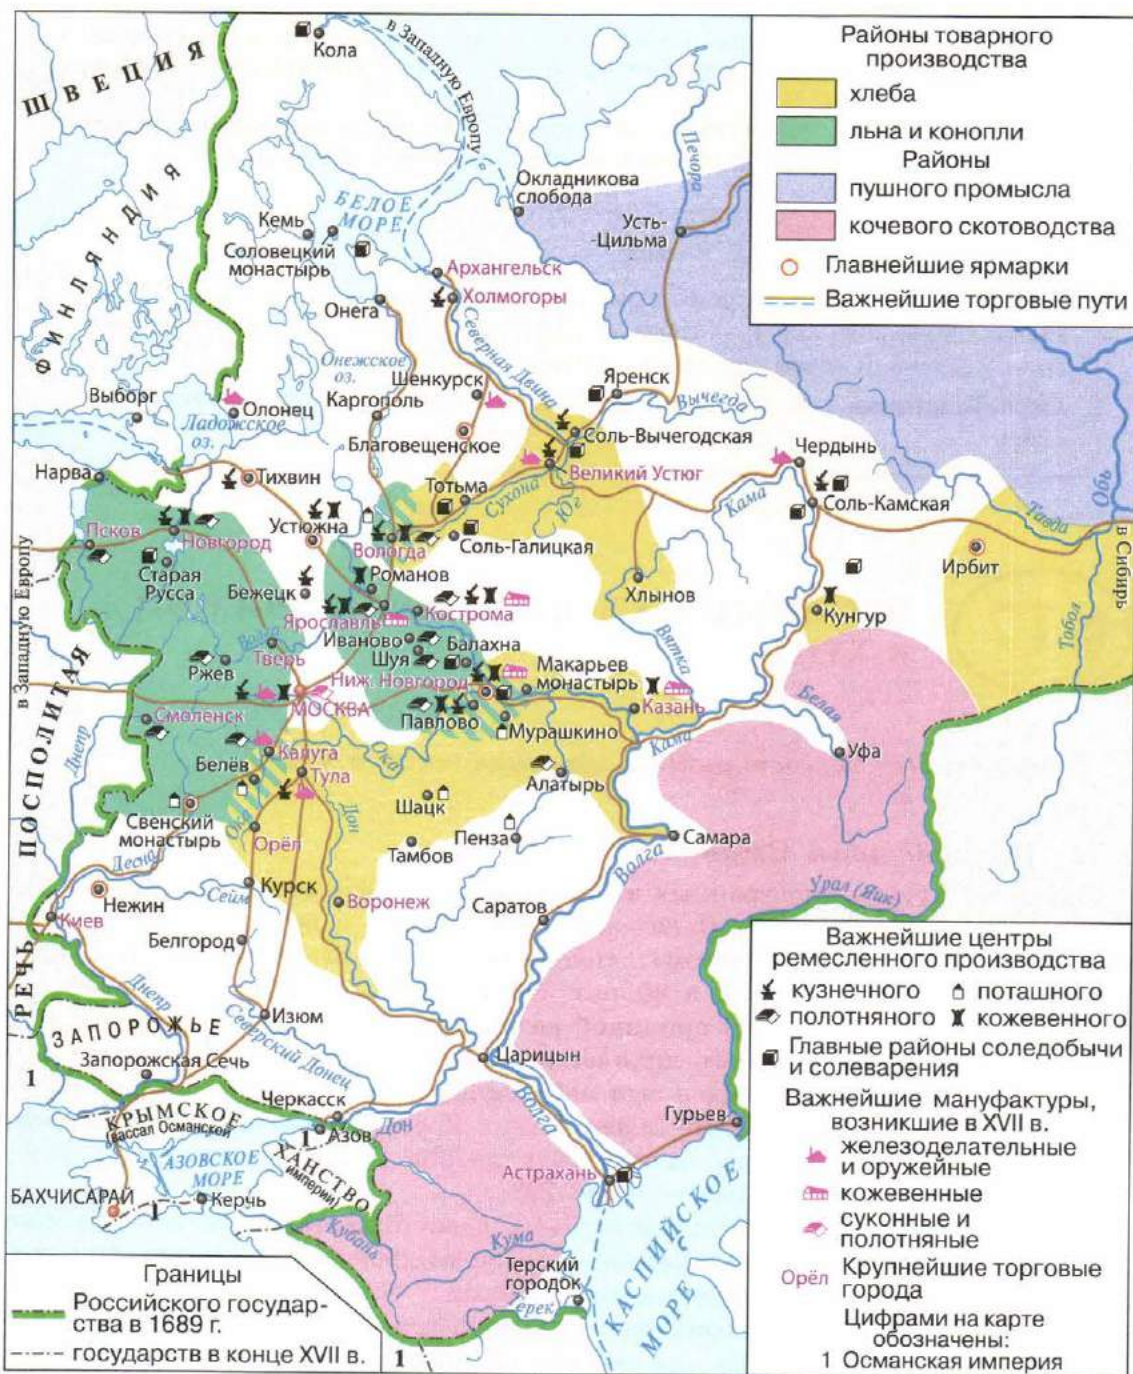 ШВЕЦИЯ
ФИНЛЯНДИЯ
Кола
в Западную Европу
БЕЛОЕ
МОРЕ
Кемь
Соловецкий
монастырь
Онега
Архангельск
Холмогоры
Окладникова
слобода
Печора
Усть-
-Цильма
Северная Двина
Онежское
оз.
Каргополь
Шенкурск
Яренск
Вычегда
Выборг
Олонец
Ладожское
оз.
Благовещенское
Соль-Вычегодская
Великий Устюг
Чердынь
Нарва
Тихвин
Тотьма
Сухона
Юг
Кама
Соль-Камская
Обь
Тавда
Псков
Новгород
Устюжна
Вологда
Соль-Галицкая
Ирбит
в Сибирь
в Западную Европу
Старая
Русса
Бежецк
Романов
Хлынов
Кунгур
Тобол
Ярославль
Кострома
Иваново
Балахна
Вятка
Волга
Тверь
Шуя
Ржев
Ниж. Новгород
Макарьев
монастырь
МОСКВА
Казань
Белая
Смоленск
Павлово
Мурашкино
Кама
Уфа
Днепр
Калуга
Ока
Белёв
Тула
Алатырь
Шацк
Свенский
монастырь
Ока
Дон
Пенза
Самара
Орёл
Тамбов
Десна
Волга
Урал (Яик)
Курск
Нежин
Сейм
Воронеж
Саратов
Киев
Белгород
РЕЧЬ ПОСПОЛИТАЯ
Днепр
Изюм
ЗАПОРОЖЬЕ
Северский Донец
Запорожская Сечь
Царицын
1
Волга
Черкасск
КРЫМСКОЕ
(вассал Османской
1
Азов
Дон
Гурьев
ХАНСТВО
империи)
АЗОВСКОЕ
МОРЕ
Астрахань
БАХЧИСАРАЙ
1
Керчь
Кубань
Кума
Терский
городок
Терек
КАСПИЙСКОЕ
МОРЕ
1
Районы товарного
производства
хлеба
льна и конопли
Районы
пушного промысла
кочевого скотоводства
Главнейшие ярмарки
Важнейшие торговые пути
Важнейшие центры
ремесленного производства
кузнечного поташного
полотняного кожевенного
Главные районы соледобычи
и солеварения
Важнейшие мануфактуры,
возникшие в XVII в.
железоделательные
и оружейные
кожевенные
суконные и
полотняные
Орёл Крупнейшие торговые
города
Цифрами на карте
обозначены:
1 Османская империя
Границы
Российского государ-
ства в 1689 г.
государств в конце XVII в.